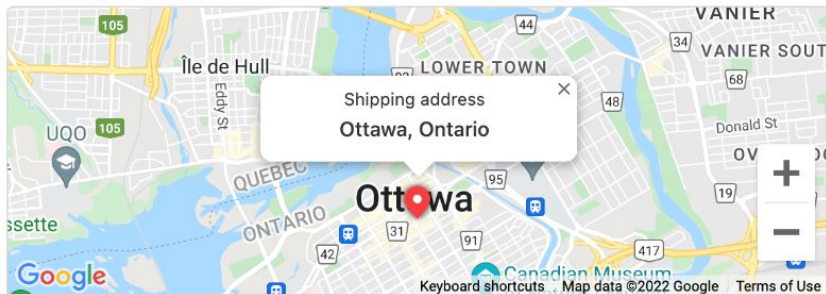 VANIER
105
44
34
VANIER SOUT
Île de Hull
LOWER TOWN
68
Eddy St
Shipping address
Ottawa, Ontario
48
UQO
105
Donald St
QUEBEC
95
19
Ottawa
ONTARIO
31
91
ssette
42
417
Google
Canadian Museum
Keyboard shortcuts
Map data ©2022 Google
Terms of Use